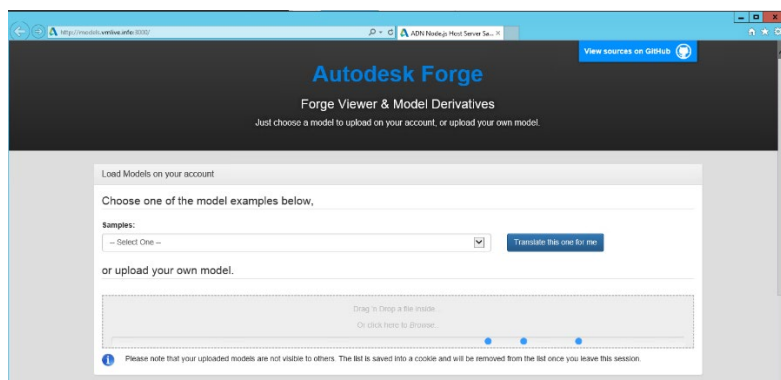 http://models.vmlive.info:3000/
ADN Node.js Host Server Sa...
View sources on GitHub
Autodesk Forge
Forge Viewer & Model Derivatives
Just choose a model to upload on your account, or upload your own model.
Load Models on your account
Choose one of the model examples below,
Samples:
-- Select One --
Translate this one for me
or upload your own model.
Drag 'n Drop a file inside...
Or click here to Browse...
Please note that your uploaded models are not visible to others. The list is saved into a cookie and will be removed from the list once you leave this session.